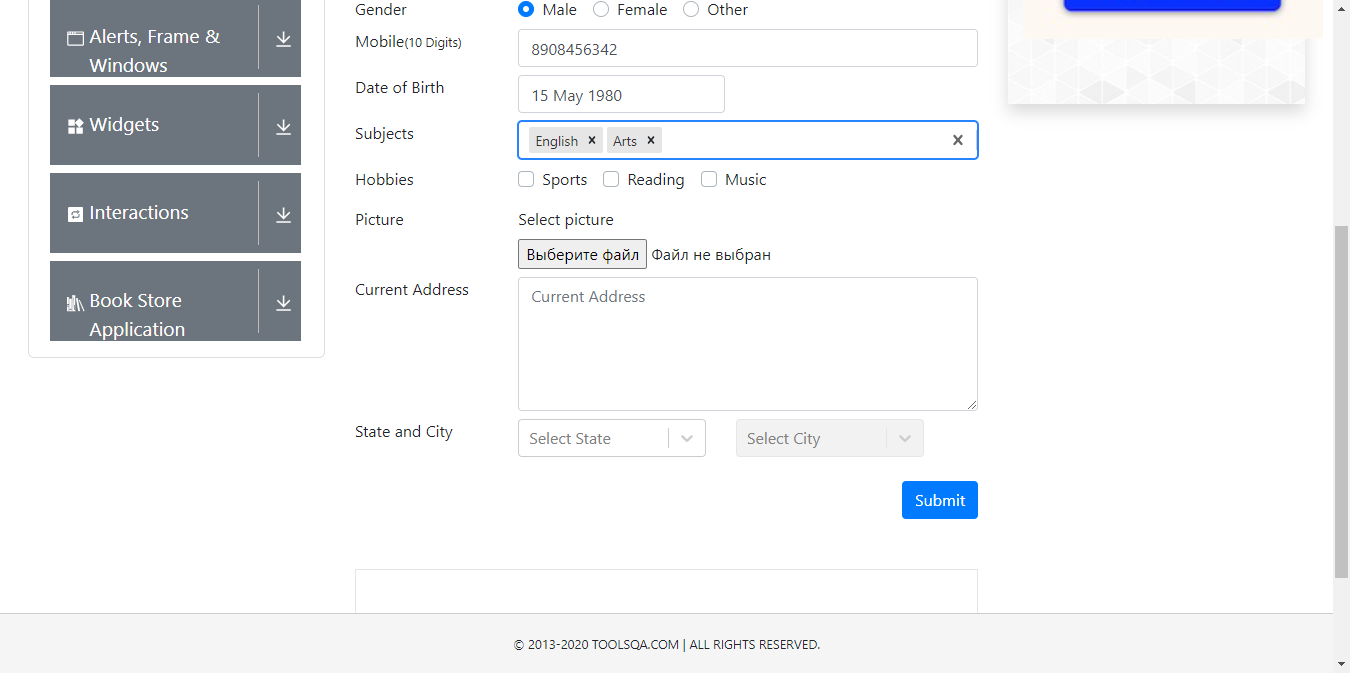 Alerts, Frame &
Windows
Widgets
Interactions
Book Store
Application
Gender Male Female Other
Mobile(10 Digits) 8908456342
Date of Birth 15 May 1980
Subjects English × Arts × ×
Hobbies Sports Reading Music
Picture Select picture
Выберите файл Файл не выбран
Current Address Current Address
State and City Select State Select City
Submit
© 2013-2020 TOOLSQA.COM | ALL RIGHTS RESERVED.